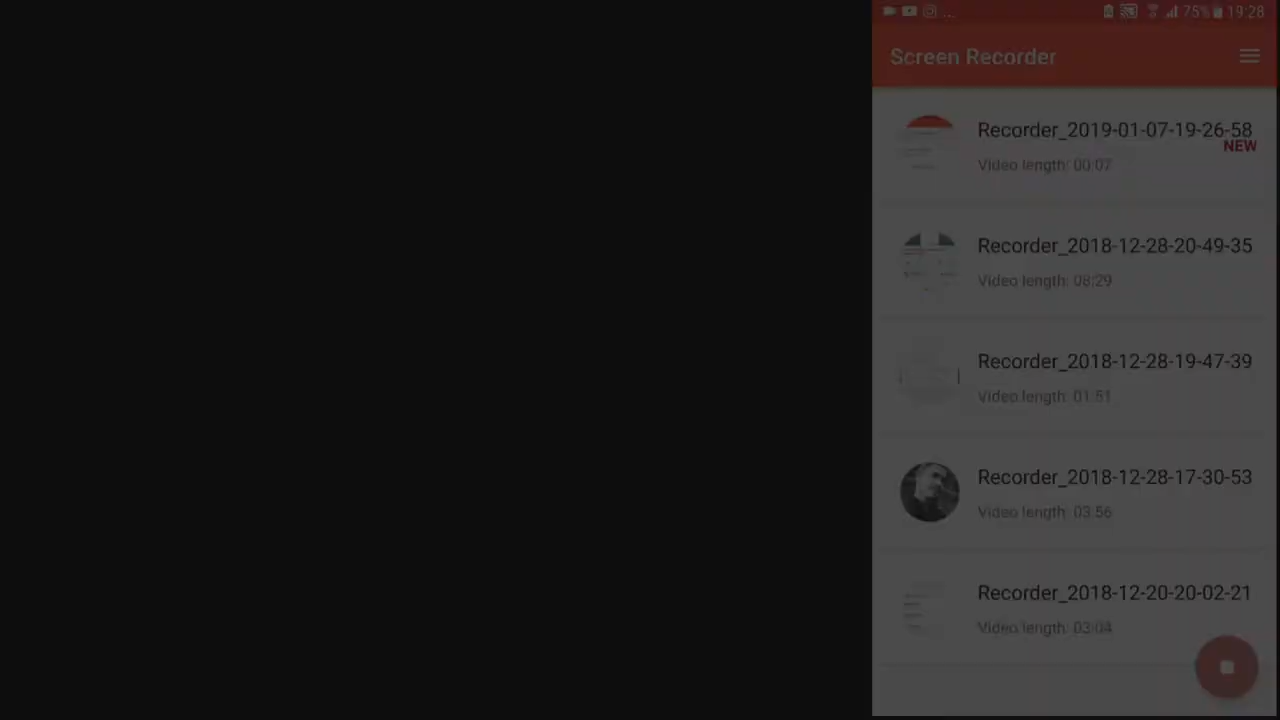 ... 75% 19:28
Screen Recorder
Recorder_2019-01-07-19-26-58
NEW
Video length: 00:07
Recorder_2018-12-28-20-49-35
Video length: 08:29
Recorder_2018-12-28-19-47-39
Video length: 01:51
Recorder_2018-12-28-17-30-53
Video length: 03:56
Recorder_2018-12-20-20-02-21
Video length: 03:04